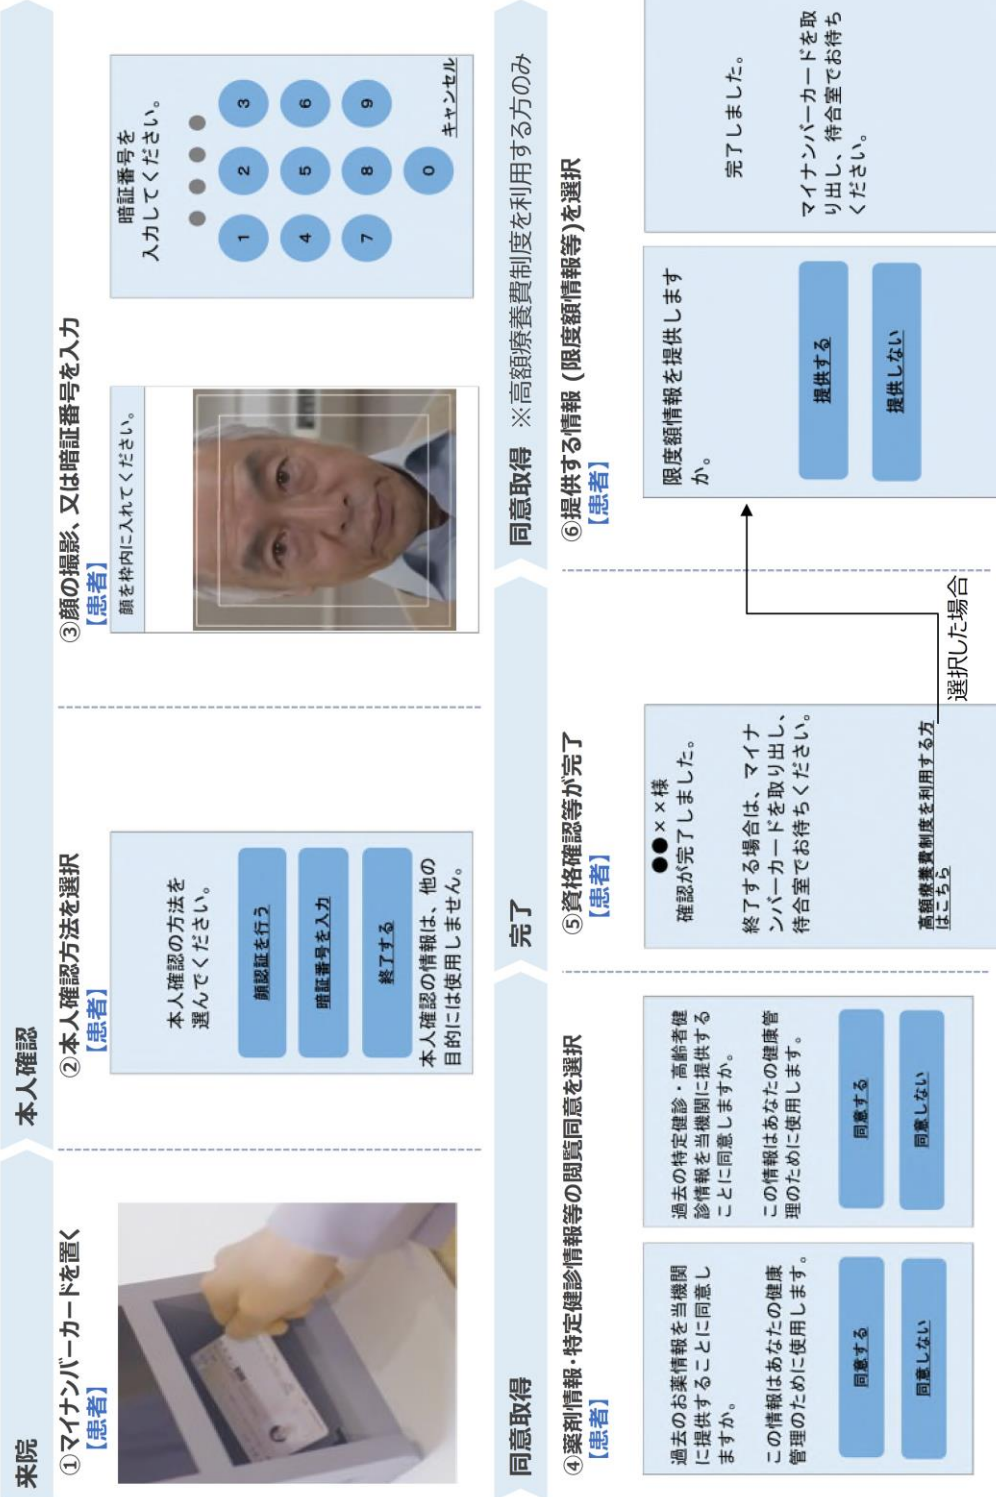 来院
本人確認
①マイナンバーカードを置く
【患者】
②本人確認方法を選択
【患者】
本人確認の方法を
選んでください。
顔認証を行う
暗証番号を入力
終了する
本人確認の情報は、他の
目的には使用しません。
③顔の撮影、又は暗証番号を入力
【患者】
顔を枠内に入れてください。
暗証番号を
入力してください。
1 2 3
4 5 6
7 8 9
0
キャンセル
同意取得
完了
同意取得 ※高額療養費制度を利用する方のみ
④薬剤情報・特定健診情報等の閲覧同意を選択
【患者】
過去のお薬情報を当機関
に提供することに同意し
ますか。
この情報はあなたの健康
管理のために使用します。
同意する
同意しない
過去の特定健診・高齢者健
診情報を当機関に提供する
ことに同意しますか。
この情報はあなたの健康管
理のために使用します。
同意する
同意しない
⑤資格確認等が完了
【患者】
●●××様
確認が完了しました。
終了する場合は、マイナ
ンバーカードを取り出し、
待合室でお待ちください。
高額療養費制度を利用する方
はこちら
選択した場合
⑥提供する情報 (限度額情報等)を選択
【患者】
限度額情報を提供します
か。
提供する
提供しない
完了しました。
マイナンバーカードを取
り出し、待合室でお待ち
ください。